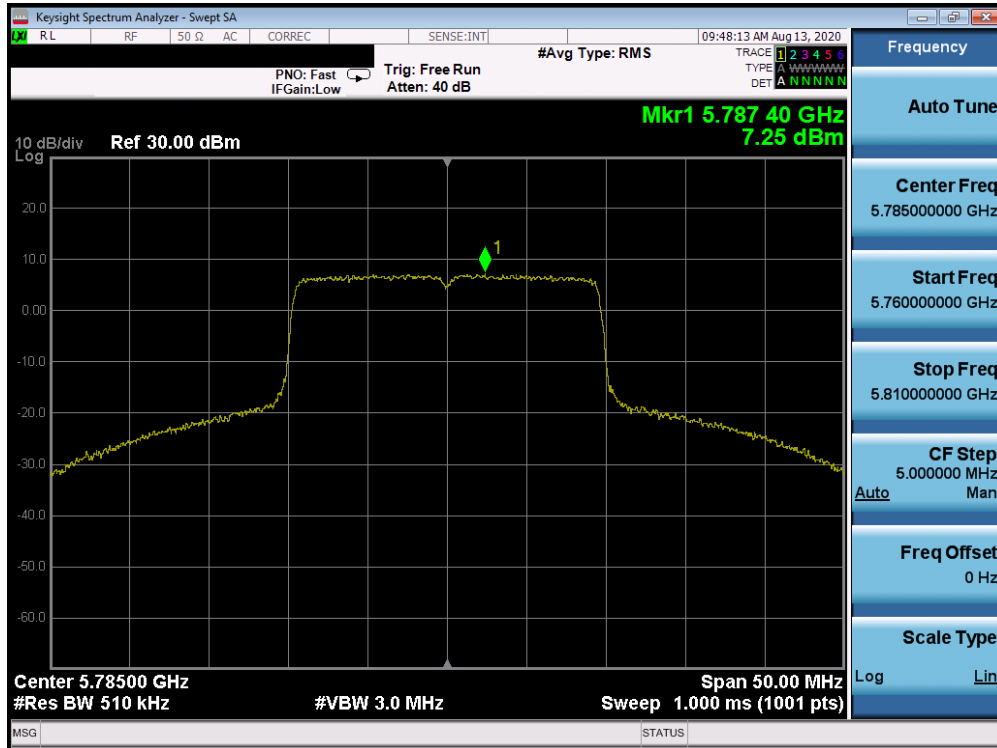 Keysight Spectrum Analyzer - Swept SA
LXI RL RF 50 Ω AC CORREC SENSE:INT 09:48:13 AM Aug 13, 2020
#Avg Type: RMS TRACE 1 2 3 4 5 6
PNO: Fast Trig: Free Run TYPE A WWWWW
IFGain:Low Atten: 40 dB DET A N N N N N
Mkr1 5.787 40 GHz
7.25 dBm
10 dB/div Ref 30.00 dBm
Log
20.0
1
10.0
0.00
-10.0
-20.0
-30.0
-40.0
-50.0
-60.0
Center 5.78500 GHz Span 50.00 MHz
#Res BW 510 kHz #VBW 3.0 MHz Sweep 1.000 ms (1001 pts)
MSG STATUS
Frequency
Auto Tune
Center Freq
5.785000000 GHz
Start Freq
5.760000000 GHz
Stop Freq
5.810000000 GHz
CF Step
5.000000 MHz
Auto Man
Freq Offset
0 Hz
Scale Type
Log Lin